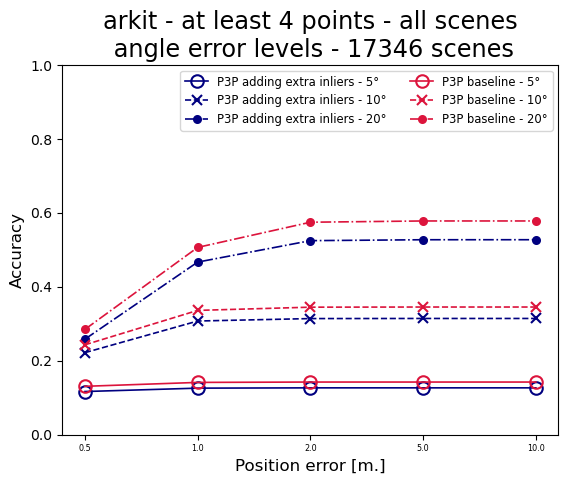 arkit - at least 4 points - all scenes
angle error levels - 17346 scenes
P3P adding extra inliers - 5°
P3P adding extra inliers - 10°
P3P adding extra inliers - 20°
P3P baseline - 5°
P3P baseline - 10°
P3P baseline - 20°
Accuracy
1.0
0.8
0.6
0.4
0.2
0.0
0.5 1.0 2.0 5.0 10.0
Position error [m.]